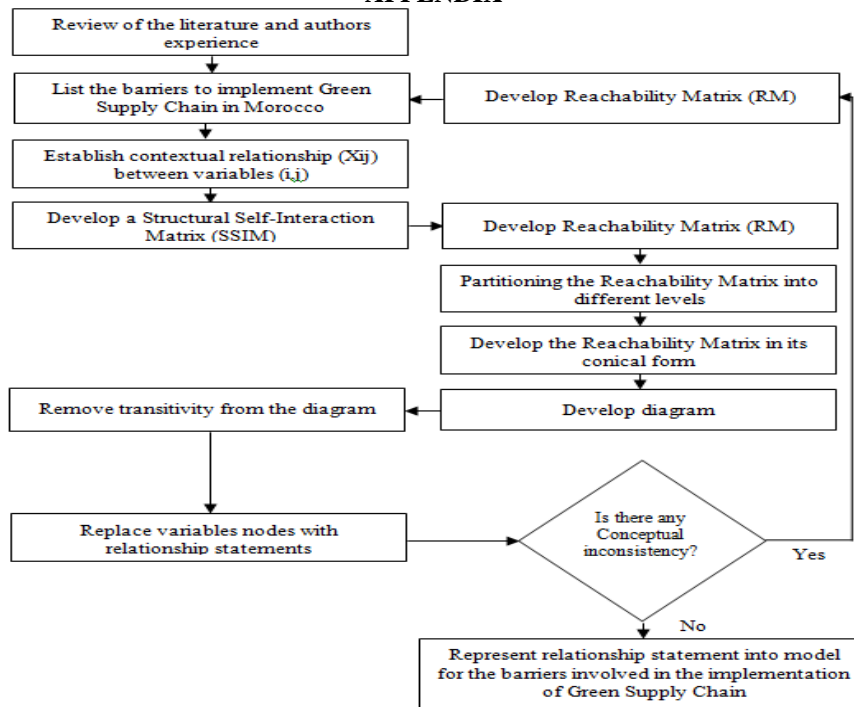 APPENDIX
Review of the literature and authors
experience
List the barriers to implement Green
Supply Chain in Morocco
Develop Reachability Matrix (RM)
Establish contextual relationship (Xij)
between variables (i,j)
Develop a Structural Self-Interaction
Matrix (SSIM)
Develop Reachability Matrix (RM)
Partitioning the Reachability Matrix into
different levels
Develop the Reachability Matrix in its
conical form
Remove transitivity from the diagram
Develop diagram
Replace variables nodes with
relationship statements
Is there any
Conceptual
inconsistency?
Yes
No
Represent relationship statement into model
for the barriers involved in the implementation
of Green Supply Chain